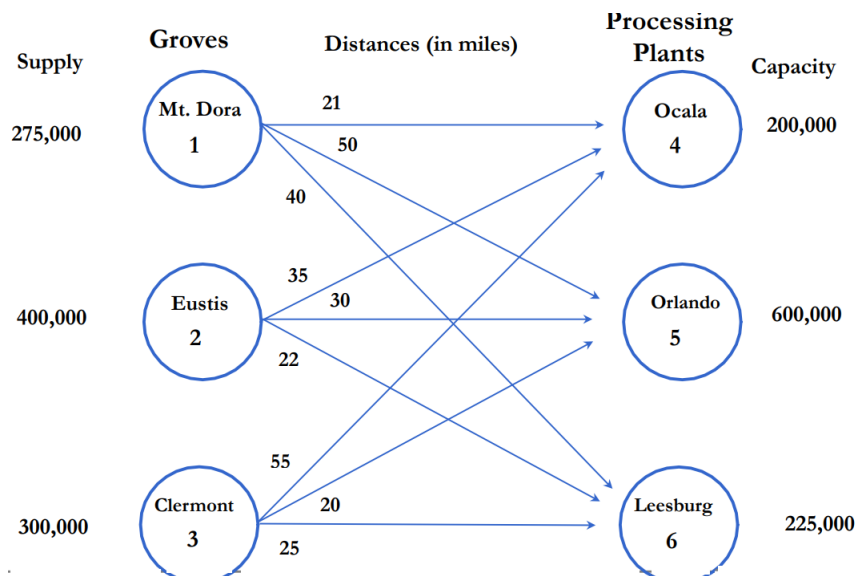 Groves
Distances (in miles)
Processing
Plants
Supply
Capacity
Mt. Dora
1
275,000
21
50
40
Ocala
4
200,000
Eustis
2
400,000
35
30
22
Orlando
5
600,000
Clermont
3
300,000
55
20
25
Leesburg
6
225,000